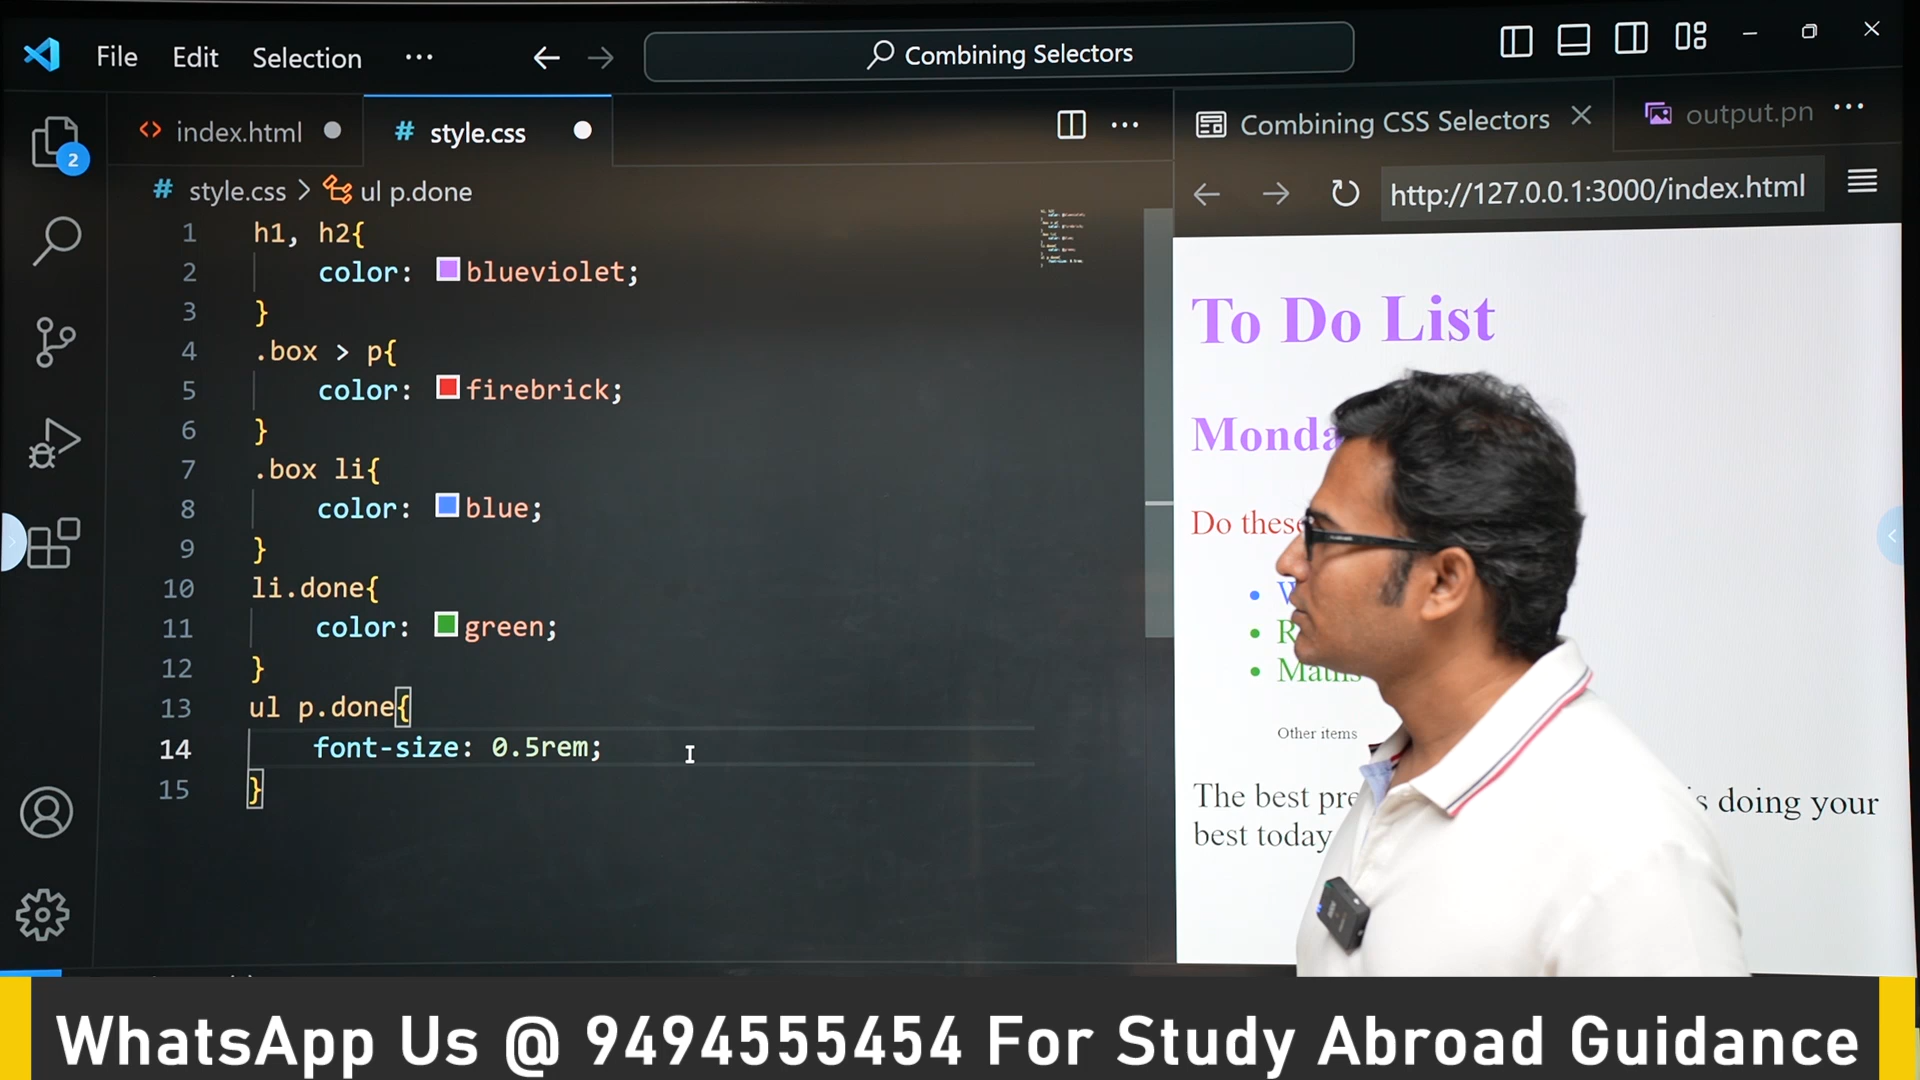 File Edit Selection ··· Combining Selectors
index.html style.css ··· Combining CSS Selectors output.pn ···
style.css > ul p.done
http://127.0.0.1:3000/index.html
2
1 h1, h2{
2 color: blueviolet;
3 }
4 .box > p{
5 color: firebrick;
6 }
7 .box li{
8 color: blue;
9 }
10 li.done{
11 color: green;
12 }
13 ul p.done{
14 font-size: 0.5rem;
15 }
To Do List
Monda
Do these
R
Maths
Other items
The best pre s doing your
best today
WhatsApp Us @ 9494555454 For Study Abroad Guidance